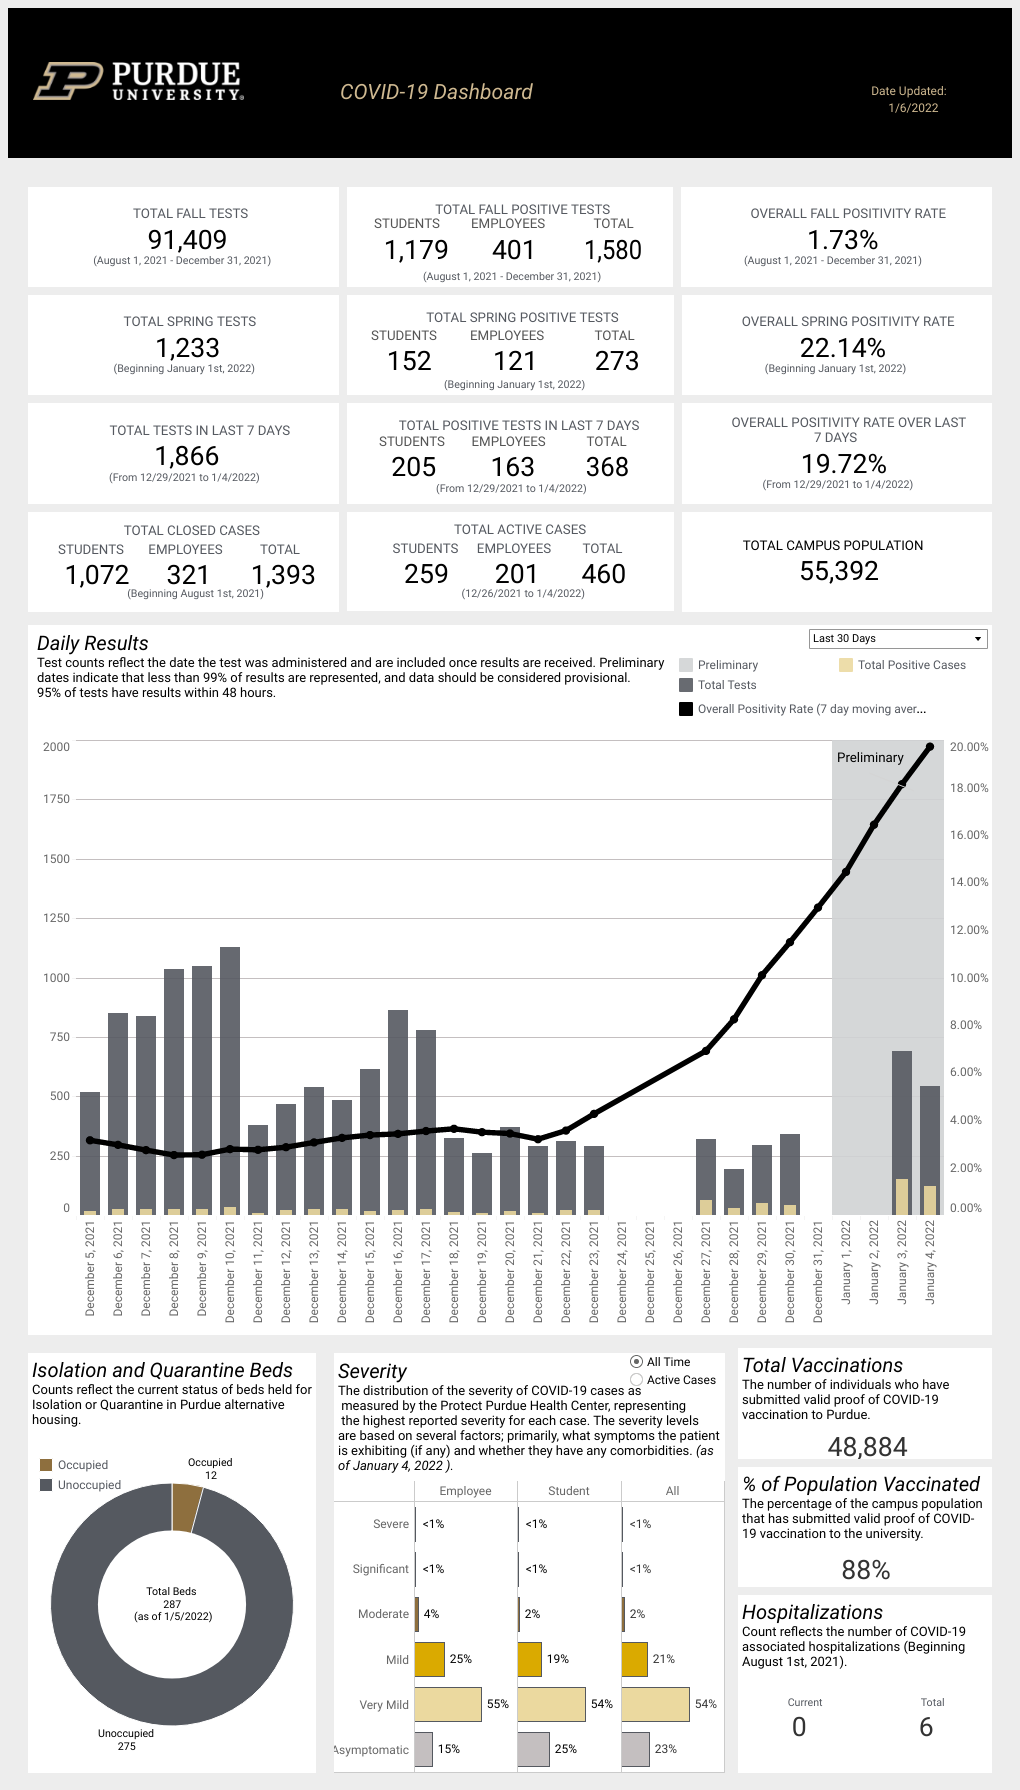 PURDUE
UNIVERSITY®
COVID-19 Dashboard
Date Updated:
1/6/2022
TOTAL FALL TESTS
91,409
(August 1, 2021 - December 31, 2021)
TOTAL FALL POSITIVE TESTS
STUDENTS EMPLOYEES TOTAL
1,179 401 1,580
(August 1, 2021 - December 31, 2021)
OVERALL FALL POSITIVITY RATE
1.73%
(August 1, 2021 - December 31, 2021)
TOTAL SPRING TESTS
1,233
(Beginning January 1st, 2022)
TOTAL SPRING POSITIVE TESTS
STUDENTS EMPLOYEES TOTAL
152 121 273
(Beginning January 1st, 2022)
OVERALL SPRING POSITIVITY RATE
22.14%
(Beginning January 1st, 2022)
TOTAL TESTS IN LAST 7 DAYS
1,866
(From 12/29/2021 to 1/4/2022)
TOTAL POSITIVE TESTS IN LAST 7 DAYS
STUDENTS EMPLOYEES TOTAL
205 163 368
(From 12/29/2021 to 1/4/2022)
OVERALL POSITIVITY RATE OVER LAST
7 DAYS
19.72%
(From 12/29/2021 to 1/4/2022)
TOTAL CLOSED CASES
STUDENTS EMPLOYEES TOTAL
1,072 321 1,393
(Beginning August 1st, 2021)
TOTAL ACTIVE CASES
STUDENTS EMPLOYEES TOTAL
259 201 460
(12/26/2021 to 1/4/2022)
TOTAL CAMPUS POPULATION
55,392
Daily Results
Test counts reflect the date the test was administered and are included once results are received. Preliminary
dates indicate that less than 99% of results are represented, and data should be considered provisional.
95% of tests have results within 48 hours.
Last 30 Days
Preliminary
Total Positive Cases
Total Tests
Overall Positivity Rate (7 day moving aver...
Preliminary
2000
1750
1500
1250
1000
750
500
250
0
20.00%
18.00%
16.00%
14.00%
12.00%
10.00%
8.00%
6.00%
4.00%
2.00%
0.00%
December 5, 2021
December 6, 2021
December 7, 2021
December 8, 2021
December 9, 2021
December 10, 2021
December 11, 2021
December 12, 2021
December 13, 2021
December 14, 2021
December 15, 2021
December 16, 2021
December 17, 2021
December 18, 2021
December 19, 2021
December 20, 2021
December 21, 2021
December 22, 2021
December 23, 2021
December 24, 2021
December 25, 2021
December 26, 2021
December 27, 2021
December 28, 2021
December 29, 2021
December 30, 2021
December 31, 2021
January 1, 2022
January 2, 2022
January 3, 2022
January 4, 2022
Isolation and Quarantine Beds
Counts reflect the current status of beds held for
Isolation or Quarantine in Purdue alternative
housing.
Occupied
Unoccupied
Occupied
12
Total Beds
287
(as of 1/5/2022)
Unoccupied
275
Severity
All Time
Active Cases
The distribution of the severity of COVID-19 cases as
measured by the Protect Purdue Health Center, representing
the highest reported severity for each case. The severity levels
are based on several factors; primarily, what symptoms the patient
is exhibiting (if any) and whether they have any comorbidities. (as
of January 4, 2022 ).
Employee Student All
Severe <1% <1% <1%
Significant <1% <1% <1%
Moderate 4% 2% 2%
Mild 25% 19% 21%
Very Mild 55% 54% 54%
Asymptomatic 15% 25% 23%
Total Vaccinations
The number of individuals who have
submitted valid proof of COVID-19
vaccination to Purdue.
48,884
% of Population Vaccinated
The percentage of the campus population
that has submitted valid proof of COVID-
19 vaccination to the university.
88%
Hospitalizations
Count reflects the number of COVID-19
associated hospitalizations (Beginning
August 1st, 2021).
Current Total
0 6